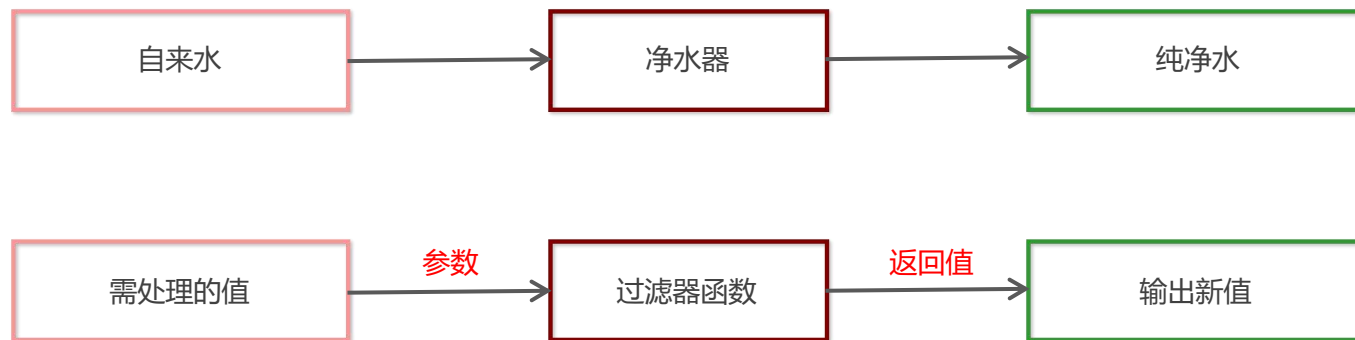 自来水
净水器
纯净水
参数
返回值
需处理的值
过滤器函数
输出新值